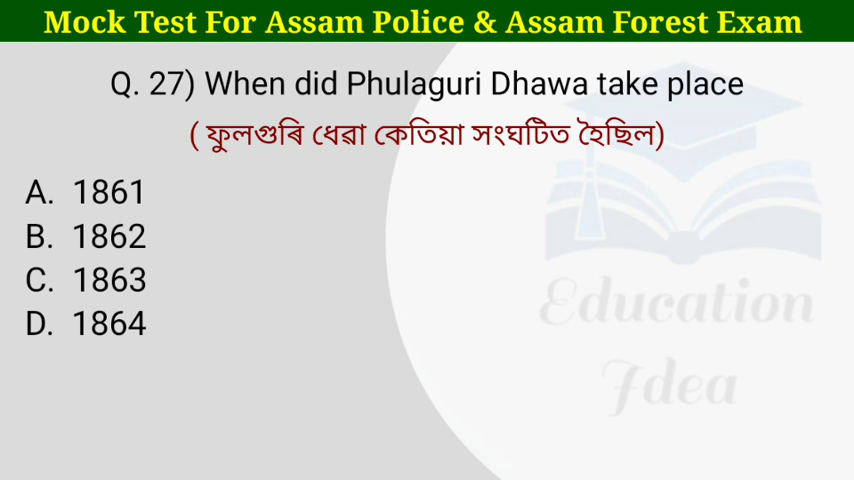 Mock Test For Assam Police & Assam Forest Exam
Q. 27) When did Phulaguri Dhawa take place
( ফুলগুৰি ধেৱা কেতিয়া সংঘটিত হৈছিল)
A. 1861
B. 1862
C. 1863
D. 1864
Education
Idea